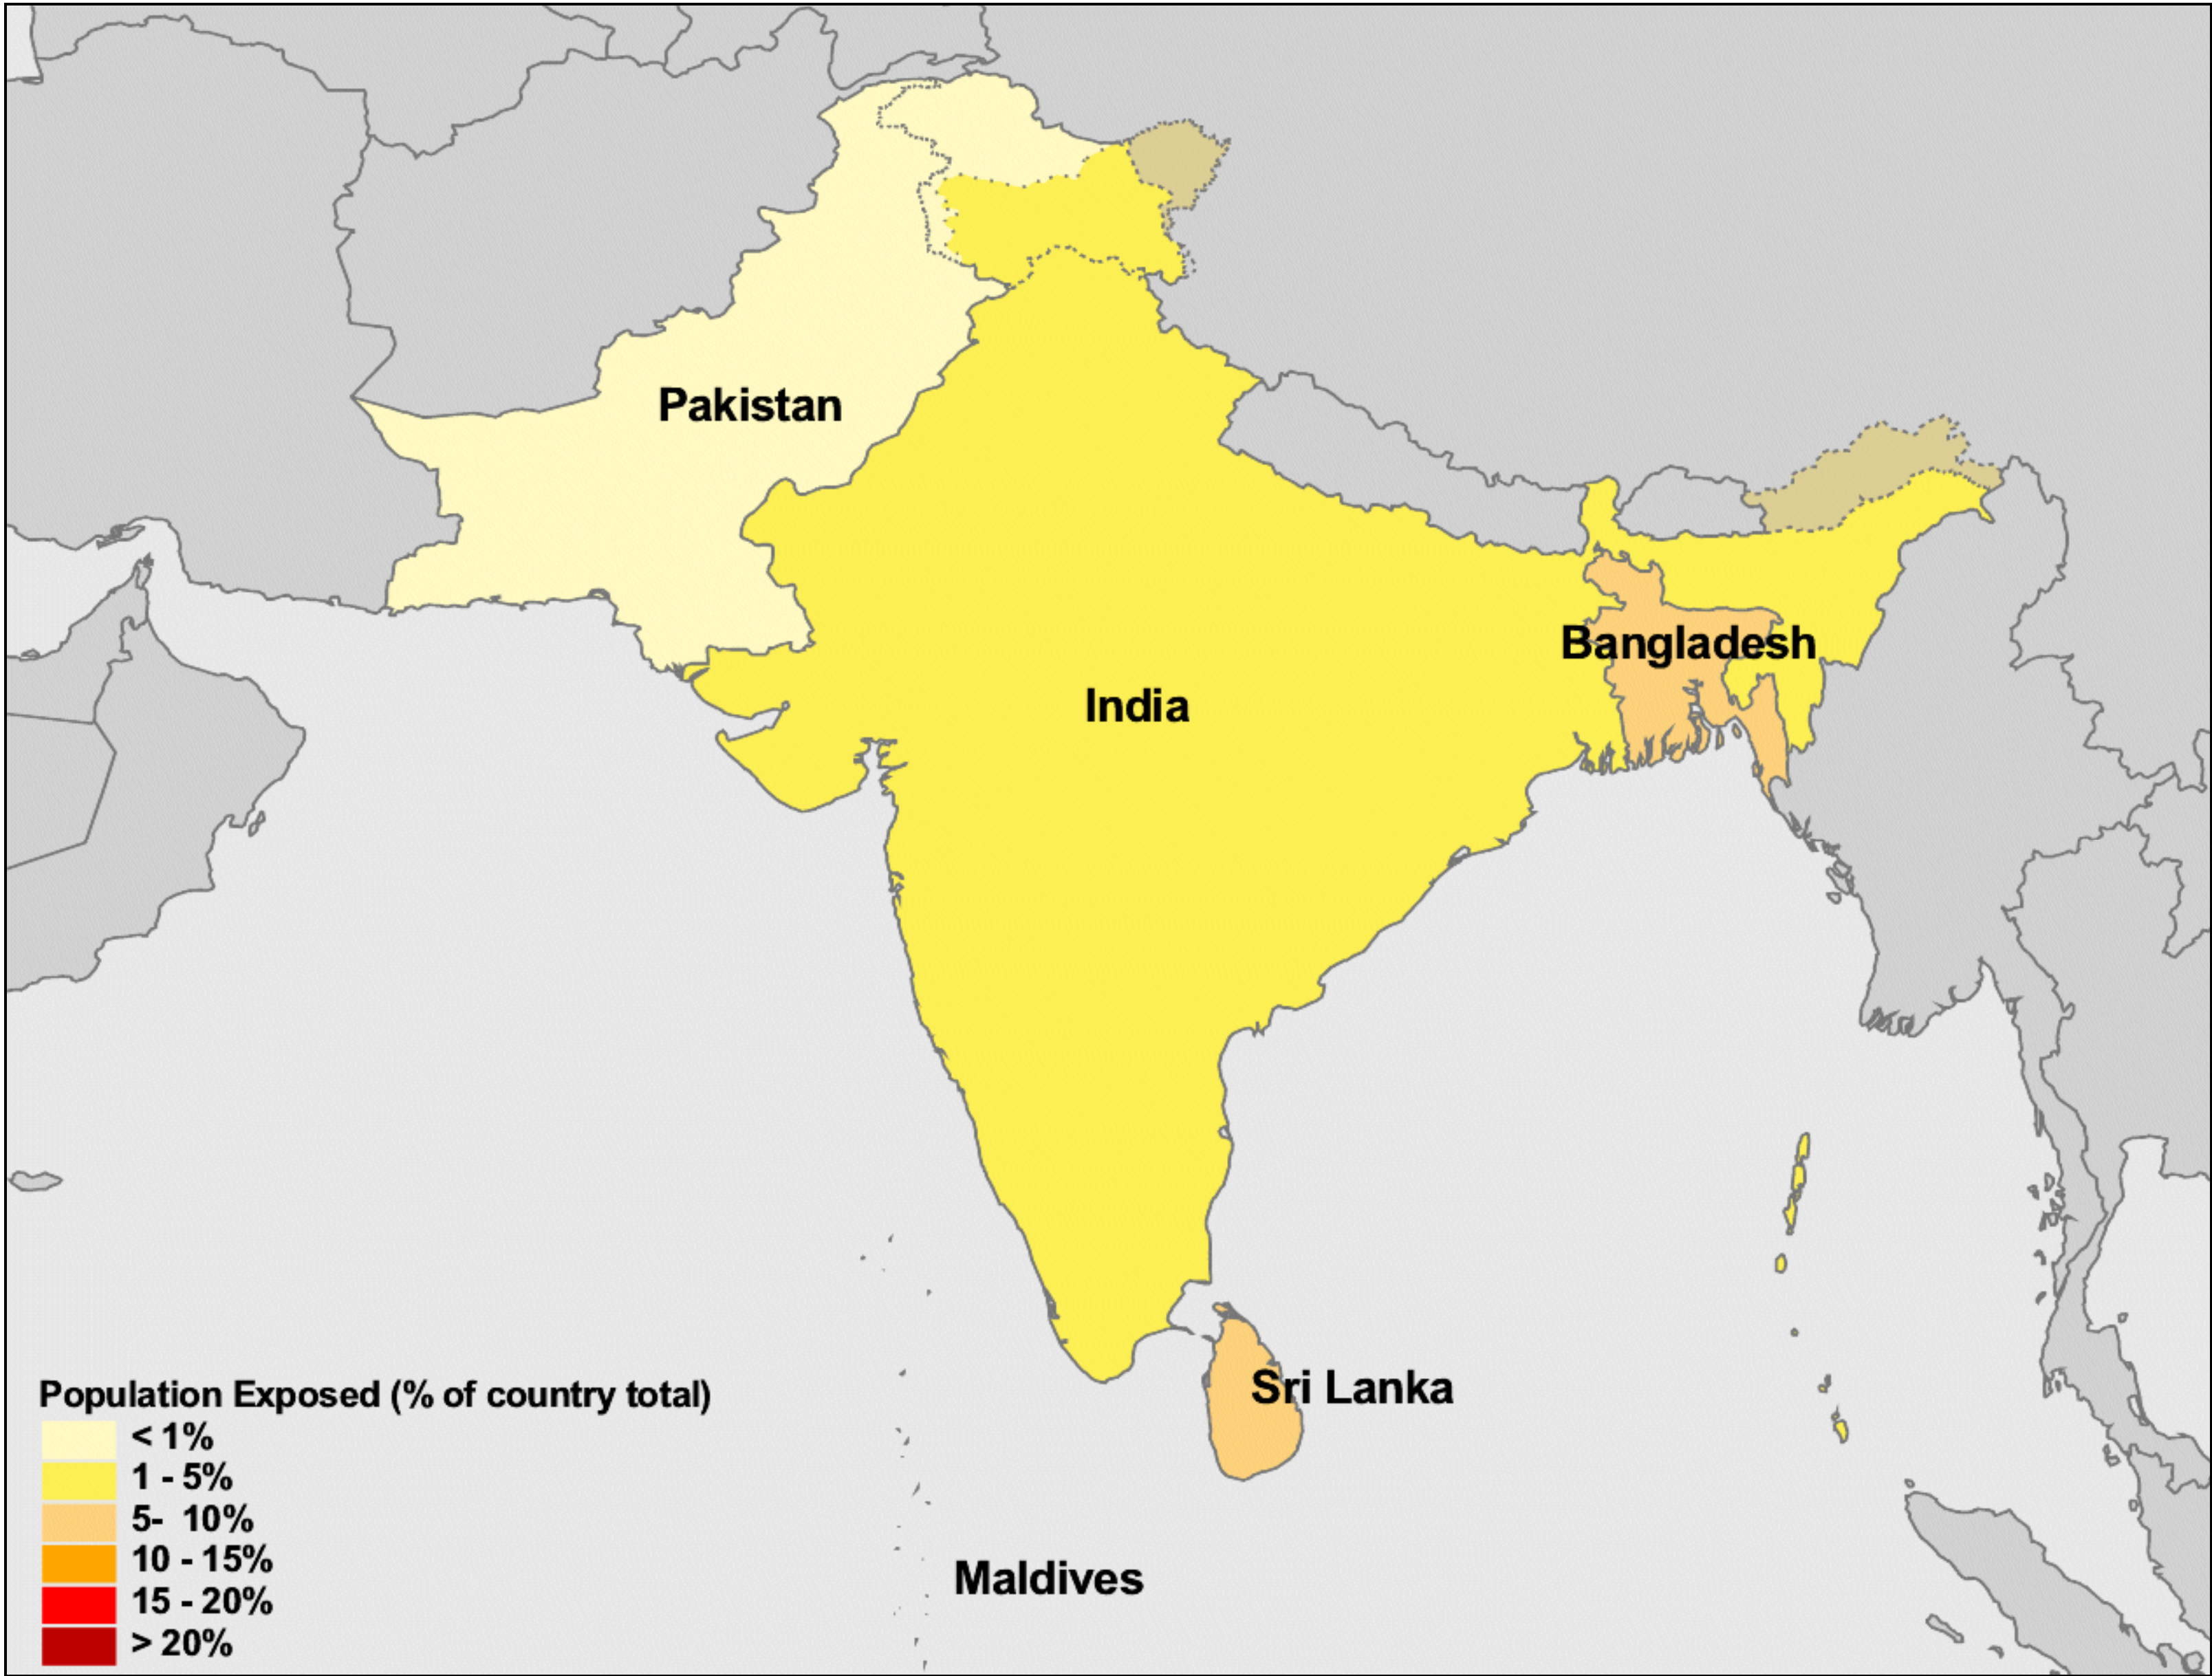 Pakistan
Bangladesh
India
Sri Lanka
Maldives
Population Exposed (% of country total)
< 1%
1 - 5%
5-  10%
10 - 15%
15 - 20%
> 20%